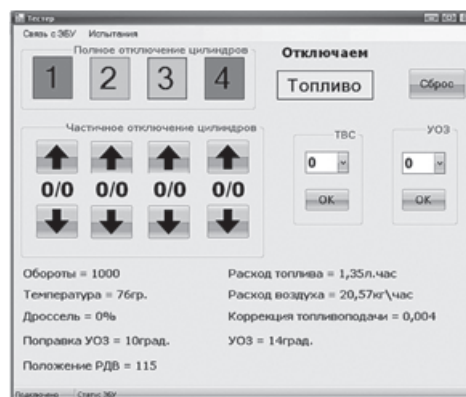 Тестер
Связь с ЭБУ Испытания
Полное отключение цилиндров
1 2 3 4
Отключаем
Топливо
Сброс
Частичное отключение цилиндров
0/0 0/0 0/0 0/0
ТВС
0
OK
УОЗ
0
OK
Обороты = 1000
Расход топлива = 1,35л.час
Температура = 76гр.
Расход воздуха = 20,57кг\час
Дроссель = 0%
Коррекция топливоподачи = 0,004
Поправка УОЗ = 10град.
УОЗ = 14град.
Положение РДВ = 115
Подключено Статус ЭБУ